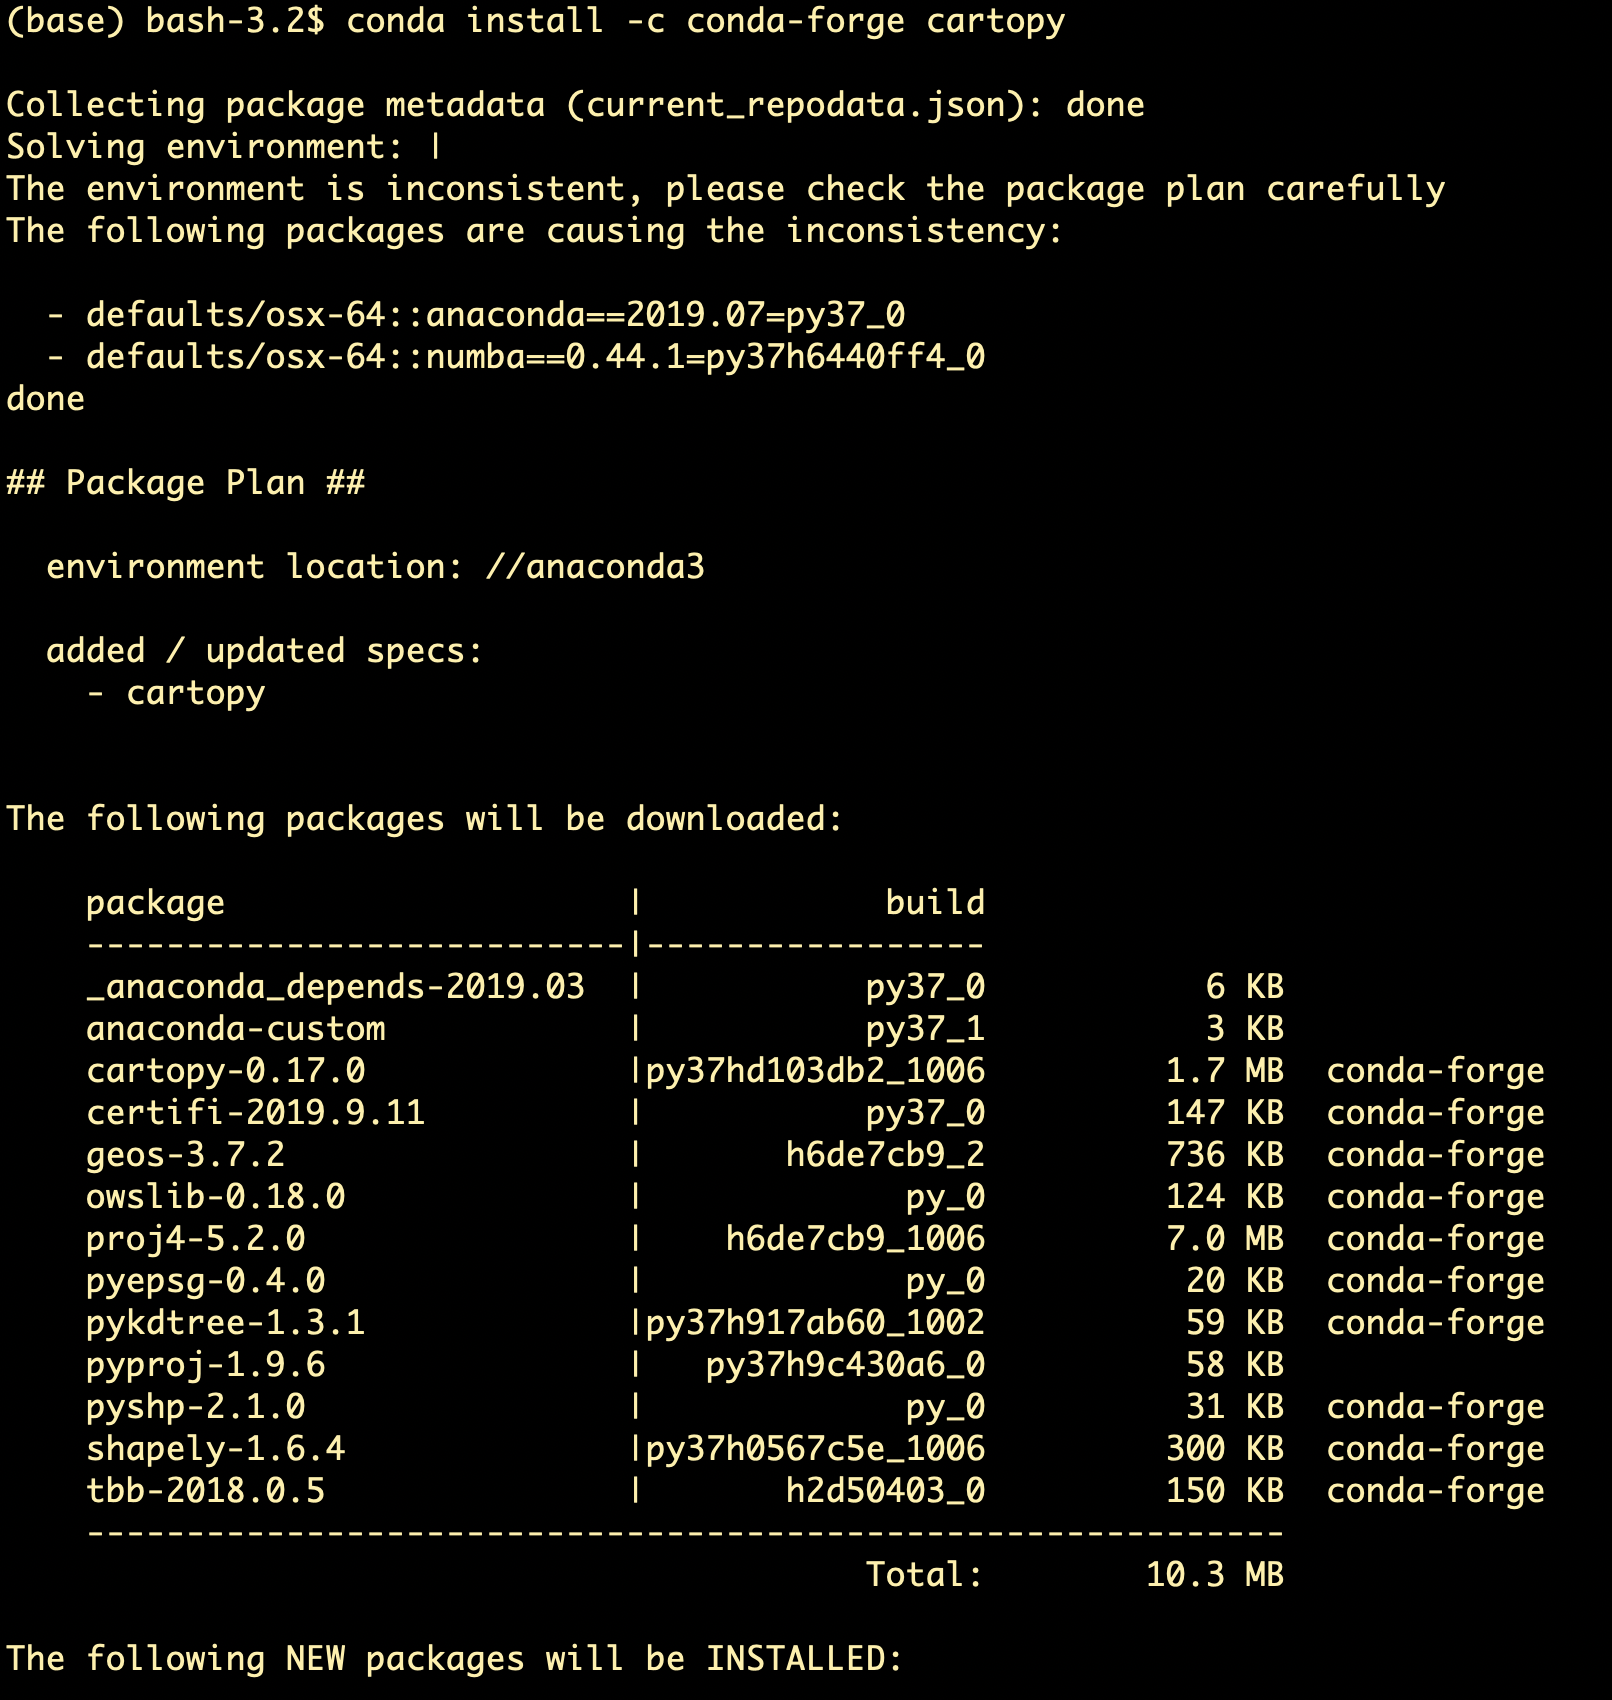 (base) bash-3.2$ conda install -c conda-forge cartopy
Collecting package metadata (current_repodata.json): done
Solving environment: |
The environment is inconsistent, please check the package plan carefully
The following packages are causing the inconsistency:
  - defaults/osx-64::anaconda==2019.07=py37_0
  - defaults/osx-64::numba==0.44.1=py37h6440ff4_0
done
## Package Plan ##
  environment location: //anaconda3
  added / updated specs:
    - cartopy
The following packages will be downloaded:
    package                    |            build
    ---------------------------|-----------------
    _anaconda_depends-2019.03  |           py37_0           6 KB
    anaconda-custom            |           py37_1           3 KB
    cartopy-0.17.0             |py37hd103db2_1006         1.7 MB  conda-forge
    certifi-2019.9.11          |           py37_0         147 KB  conda-forge
    geos-3.7.2                 |       h6de7cb9_2         736 KB  conda-forge
    owslib-0.18.0              |             py_0         124 KB  conda-forge
    proj4-5.2.0                |    h6de7cb9_1006         7.0 MB  conda-forge
    pyepsg-0.4.0               |             py_0          20 KB  conda-forge
    pykdtree-1.3.1             |py37h917ab60_1002          59 KB  conda-forge
    pyproj-1.9.6               |   py37h9c430a6_0          58 KB
    pyshp-2.1.0                |             py_0          31 KB  conda-forge
    shapely-1.6.4              |py37h0567c5e_1006         300 KB  conda-forge
    tbb-2018.0.5               |       h2d50403_0         150 KB  conda-forge
    ------------------------------------------------------------
                                           Total:        10.3 MB
The following NEW packages will be INSTALLED: